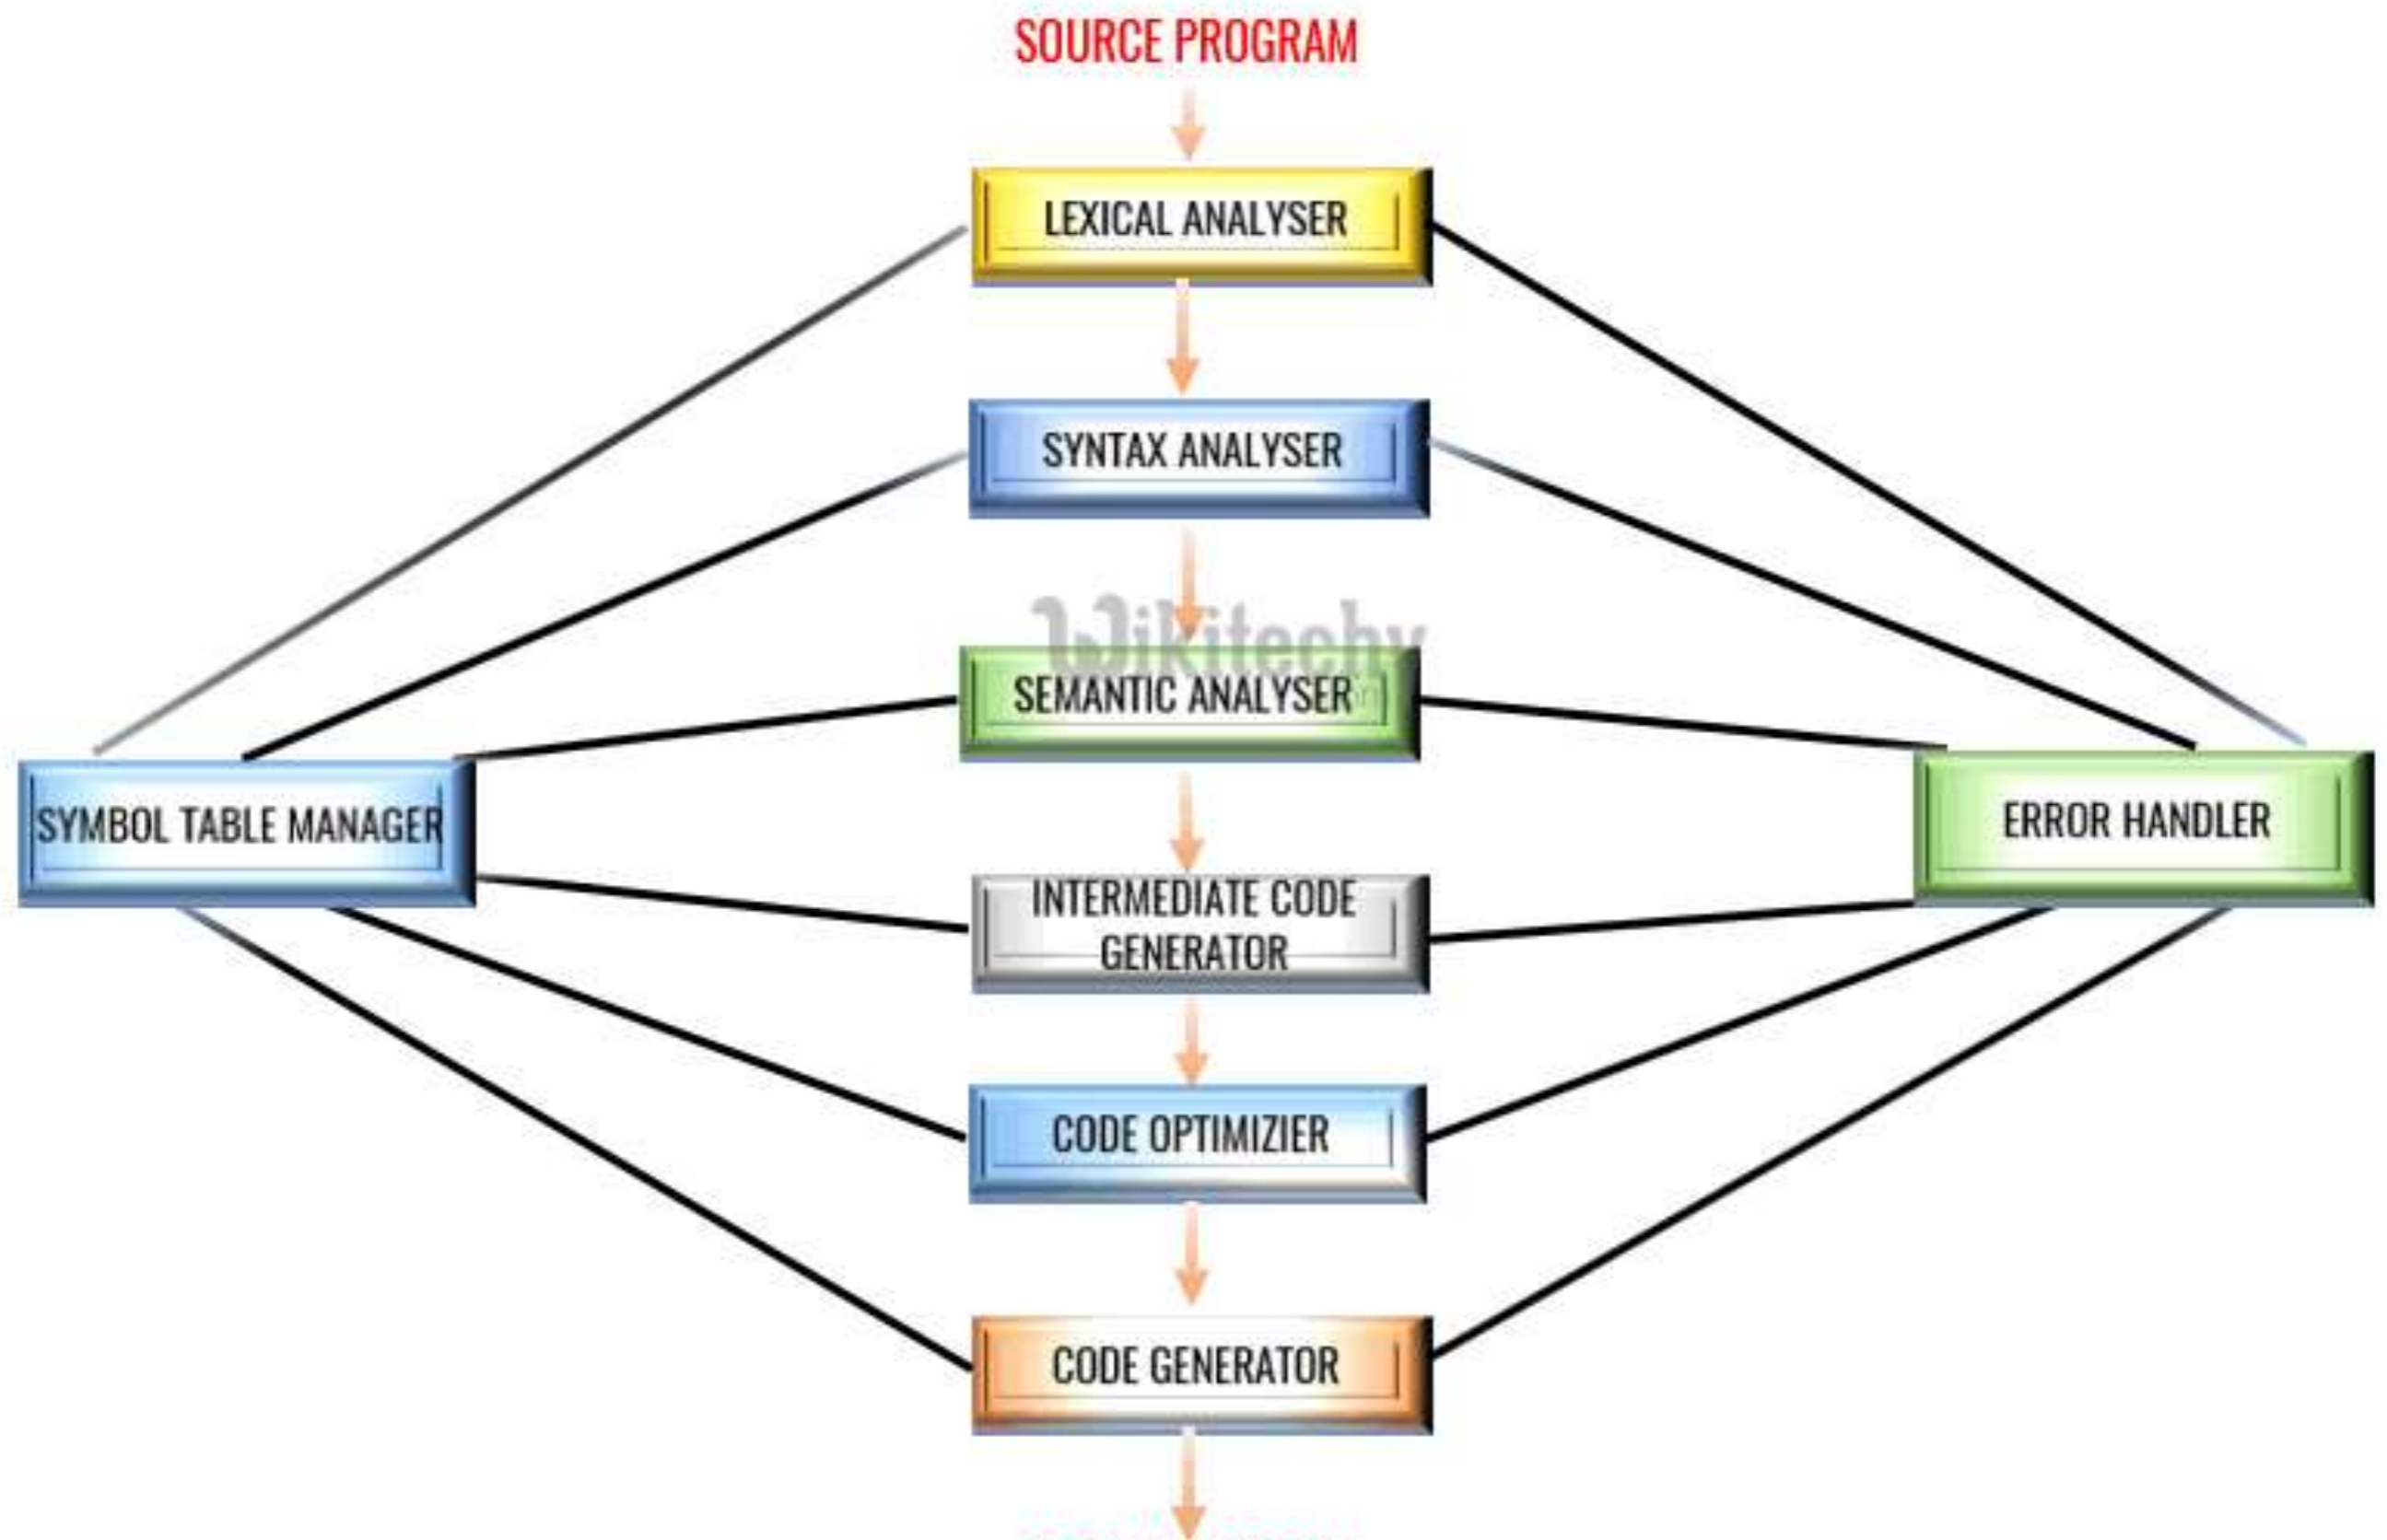 SOURCE PROGRAM
LEXICAL ANALYSER
SYNTAX ANALYSER
Wikitechy
SEMANTIC ANALYSER
SYMBOL TABLE MANAGER
ERROR HANDLER
INTERMEDIATE CODE
GENERATOR
CODE OPTIMIZIER
CODE GENERATOR